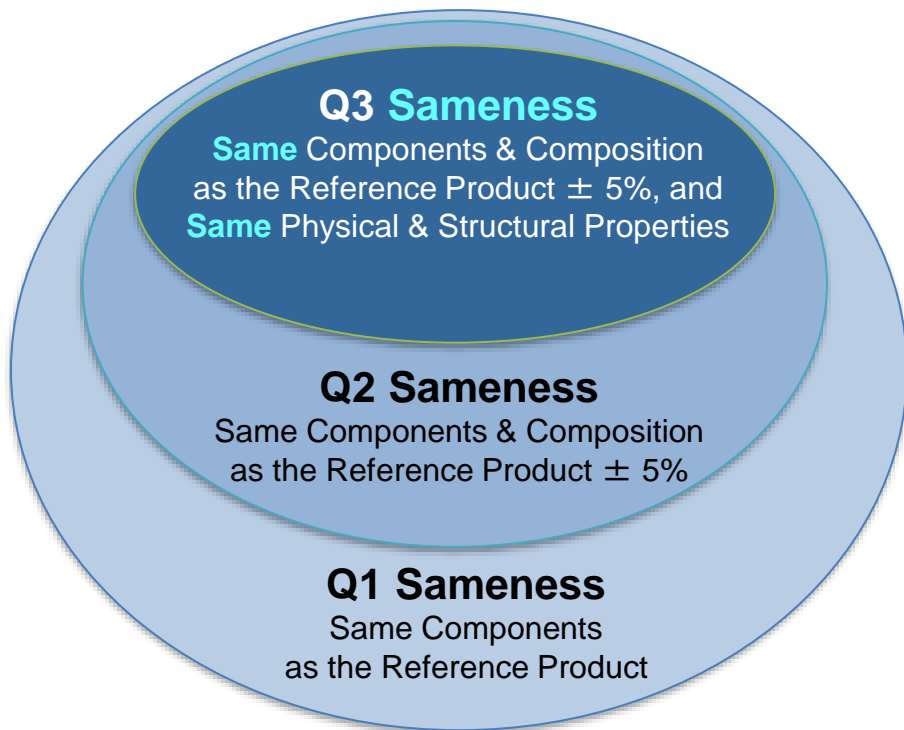 Q3 Sameness
Same Components & Composition
as the Reference Product ± 5%, and
Same Physical & Structural Properties
Q2 Sameness
Same Components & Composition
as the Reference Product ± 5%
Q1 Sameness
Same Components
as the Reference Product